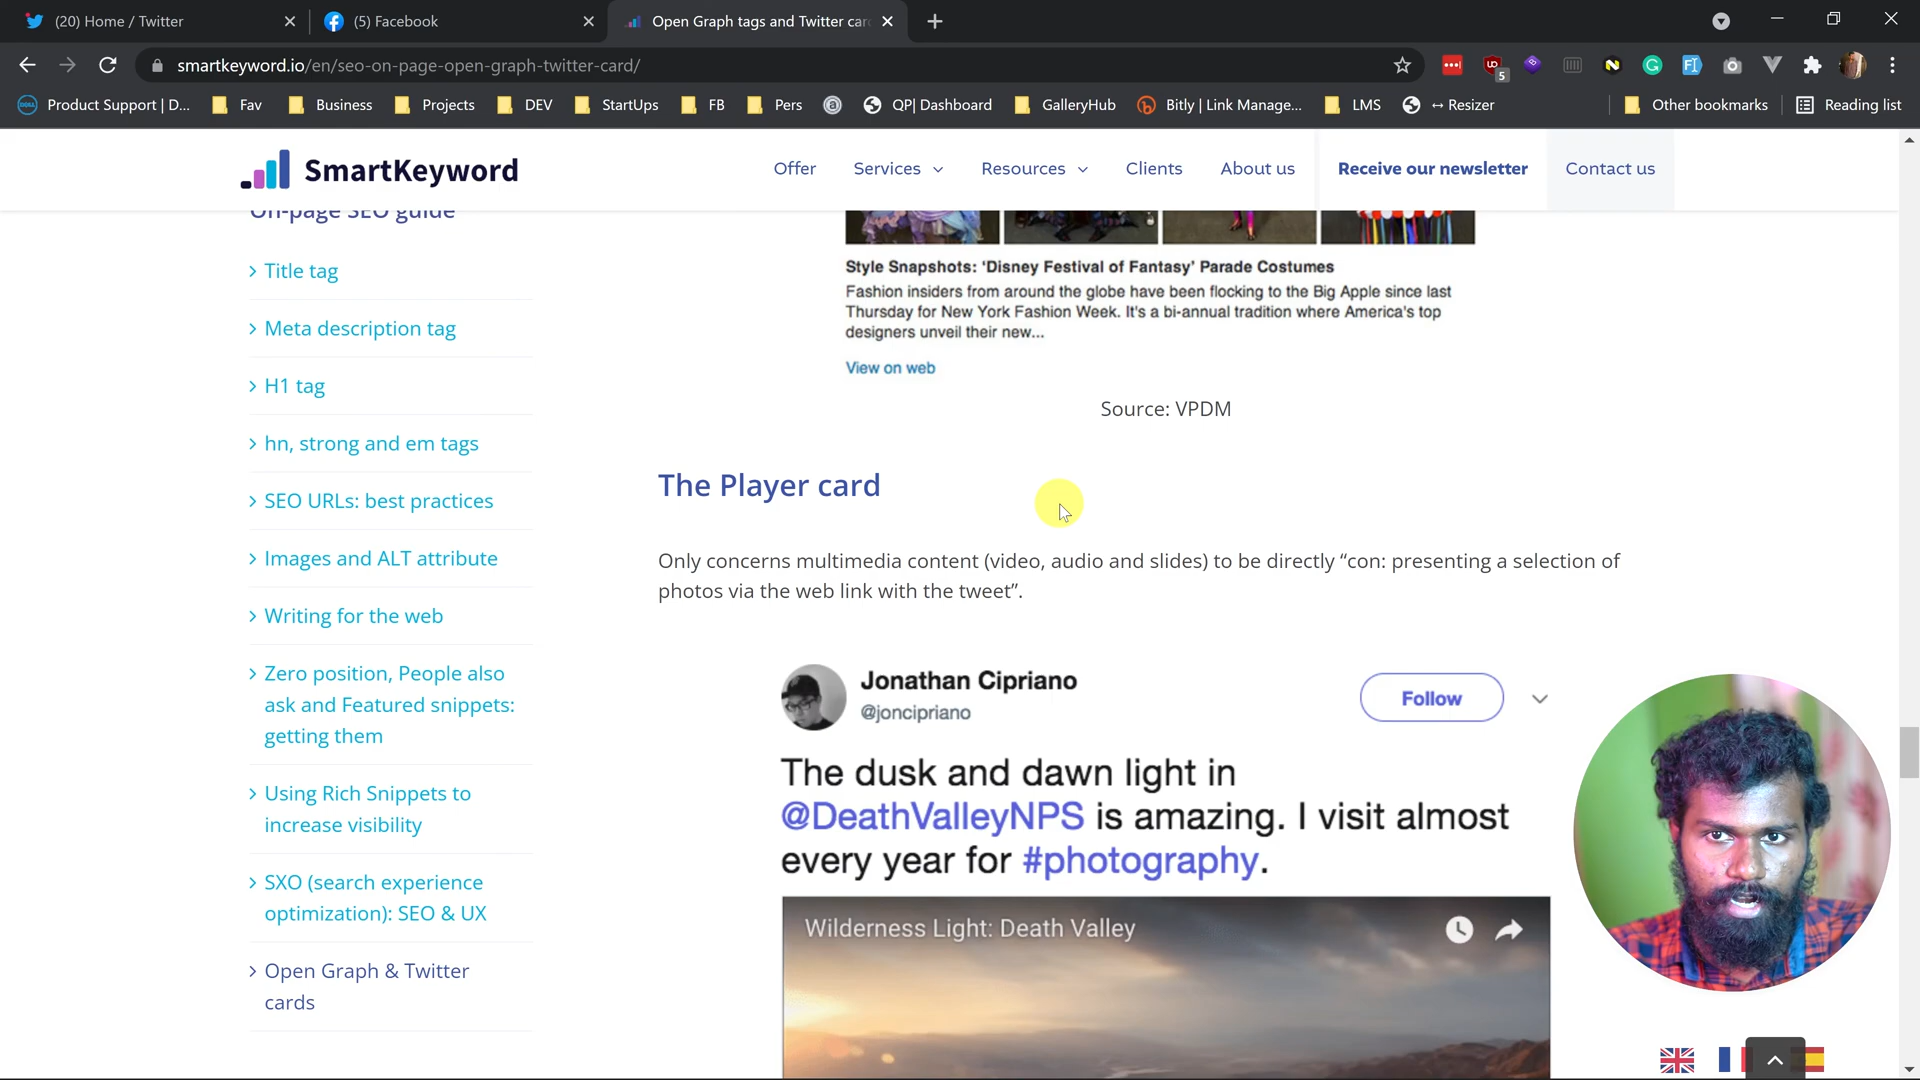 (20) Home / Twitter
(5) Facebook
Open Graph tags and Twitter car
smartkeyword.io/en/seo-on-page-open-graph-twitter-card/
5
Product Support | D...
Fav
Business
Projects
DEV
StartUps
FB
Pers
QP| Dashboard
GalleryHub
Bitly | Link Manage...
LMS
↔ Resizer
Other bookmarks
Reading list
SmartKeyword
Offer
Services
Resources
Clients
About us
Receive our newsletter
Contact us
On-page SEO guide
Title tag
Meta description tag
H1 tag
hn, strong and em tags
SEO URLs: best practices
Images and ALT attribute
Writing for the web
Zero position, People also
ask and Featured snippets:
getting them
Using Rich Snippets to
increase visibility
SXO (search experience
optimization): SEO & UX
Open Graph & Twitter
cards
Style Snapshots: ‘Disney Festival of Fantasy’ Parade Costumes
Fashion insiders from around the globe have been flocking to the Big Apple since last
Thursday for New York Fashion Week. It's a bi-annual tradition where America's top
designers unveil their new...
View on web
Source: VPDM
The Player card
Only concerns multimedia content (video, audio and slides) to be directly “con: presenting a selection of
photos via the web link with the tweet”.
Jonathan Cipriano
@joncipriano
Follow
The dusk and dawn light in
@DeathValleyNPS is amazing. I visit almost
every year for #photography.
Wilderness Light: Death Valley